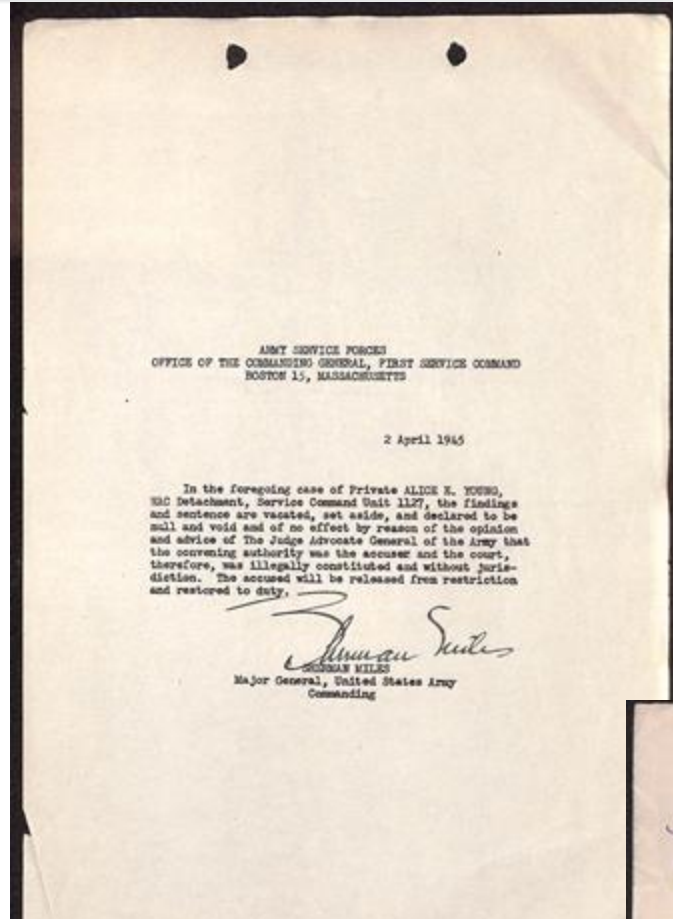 ARMY SERVICE FORCES
OFFICE OF THE COMMANDING GENERAL, FIRST SERVICE COMMAND
BOSTON 15, MASSACHUSETTS
2 April 1945
In the foregoing case of Private ALICE E. YOUNG,
WAC Detachment, Service Command Unit 1127, the findings
and sentence are vacated, set aside, and declared to be
null and void and of no effect by reason of the opinion
and advice of The Judge Advocate General of the Army that
the convening authority was the accuser and the court,
therefore, was illegally constituted and without juris-
diction. The accused will be released from restriction
and restored to duty.
Sherman Miles
SHERMAN MILES
Major General, United States Army
Commanding